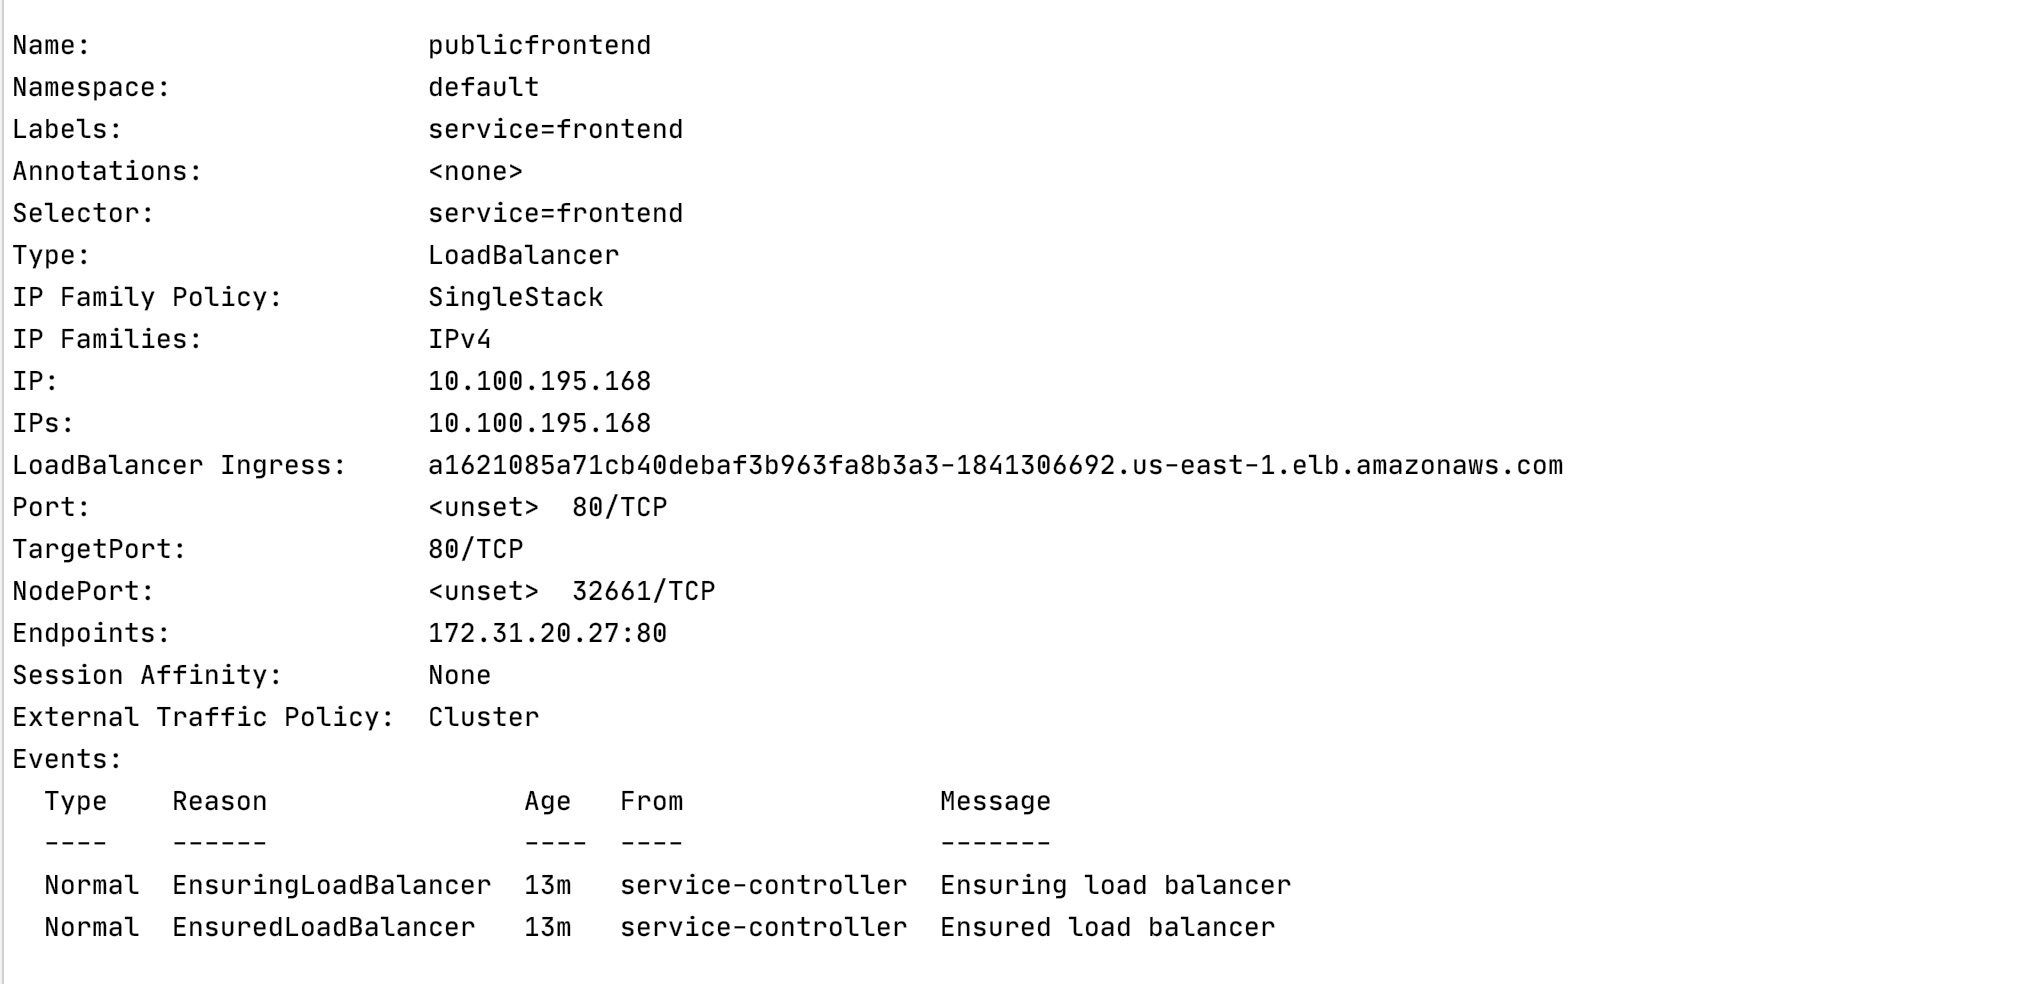 Name:                     publicfrontend
Namespace:                default
Labels:                   service=frontend
Annotations:              <none>
Selector:                 service=frontend
Type:                     LoadBalancer
IP Family Policy:         SingleStack
IP Families:              IPv4
IP:                       10.100.195.168
IPs:                      10.100.195.168
LoadBalancer Ingress:     a1621085a71cb40debaf3b963fa8b3a3-1841306692.us-east-1.elb.amazonaws.com
Port:                     <unset>  80/TCP
TargetPort:               80/TCP
NodePort:                 <unset>  32661/TCP
Endpoints:                172.31.20.27:80
Session Affinity:         None
External Traffic Policy:  Cluster
Events:
  Type    Reason                Age   From                Message
  ----    ------                ----  ----                -------
  Normal  EnsuringLoadBalancer  13m   service-controller  Ensuring load balancer
  Normal  EnsuredLoadBalancer   13m   service-controller  Ensured load balancer